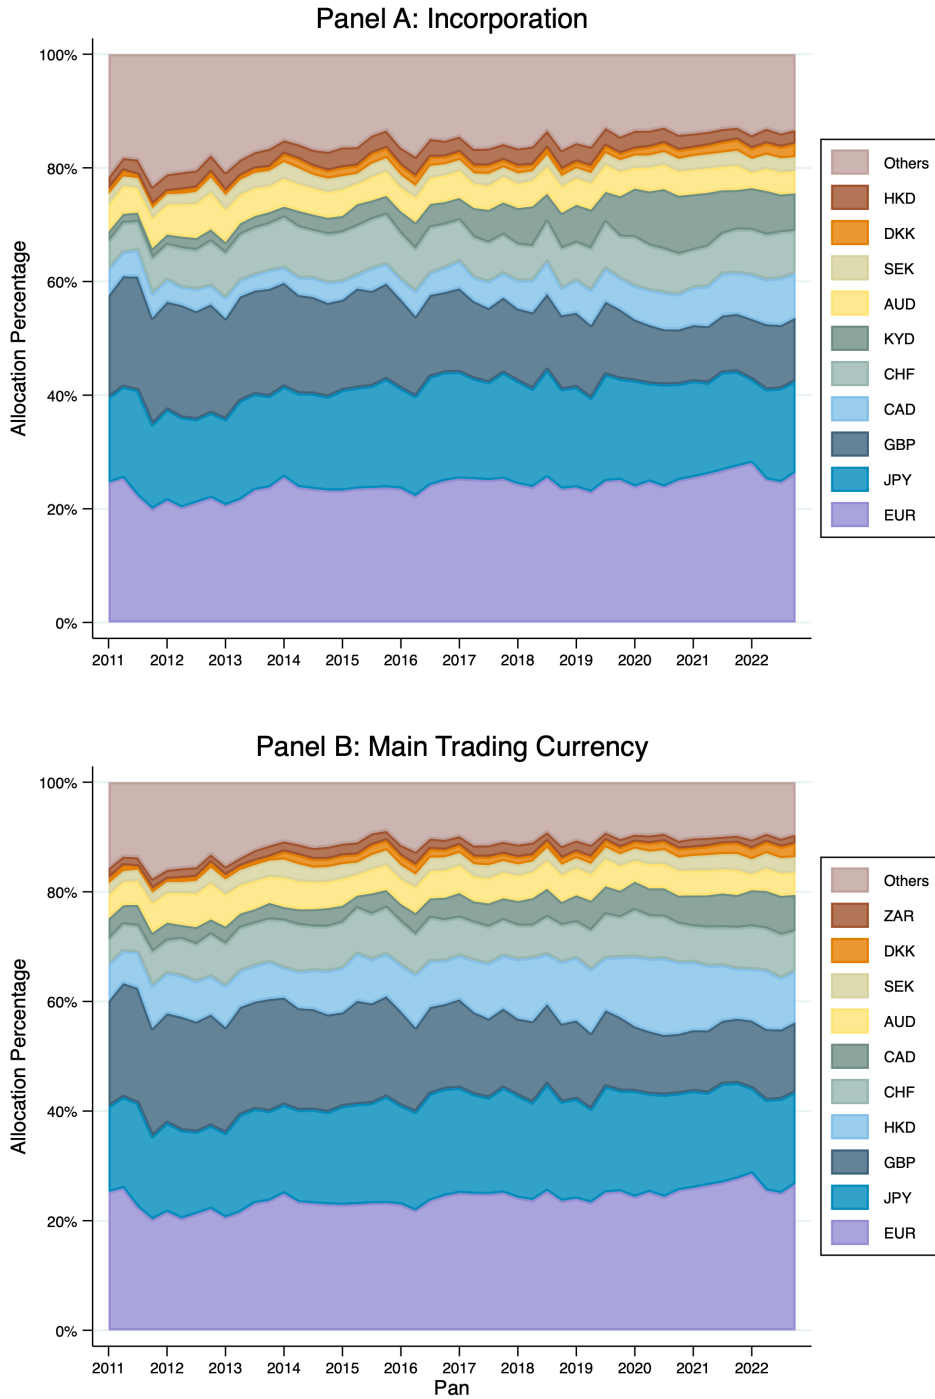 Panel A: Incorporation
Allocation Percentage
100%
80%
60%
40%
20%
0%
2011 2012 2013 2014 2015 2016 2017 2018 2019 2020 2021 2022
Others
HKD
DKK
SEK
AUD
KYD
CHF
CAD
GBP
JPY
EUR
Panel B: Main Trading Currency
Allocation Percentage
100%
80%
60%
40%
20%
0%
2011 2012 2013 2014 2015 2016 2017 2018 2019 2020 2021 2022
Pan
Others
ZAR
DKK
SEK
AUD
CAD
CHF
HKD
GBP
JPY
EUR